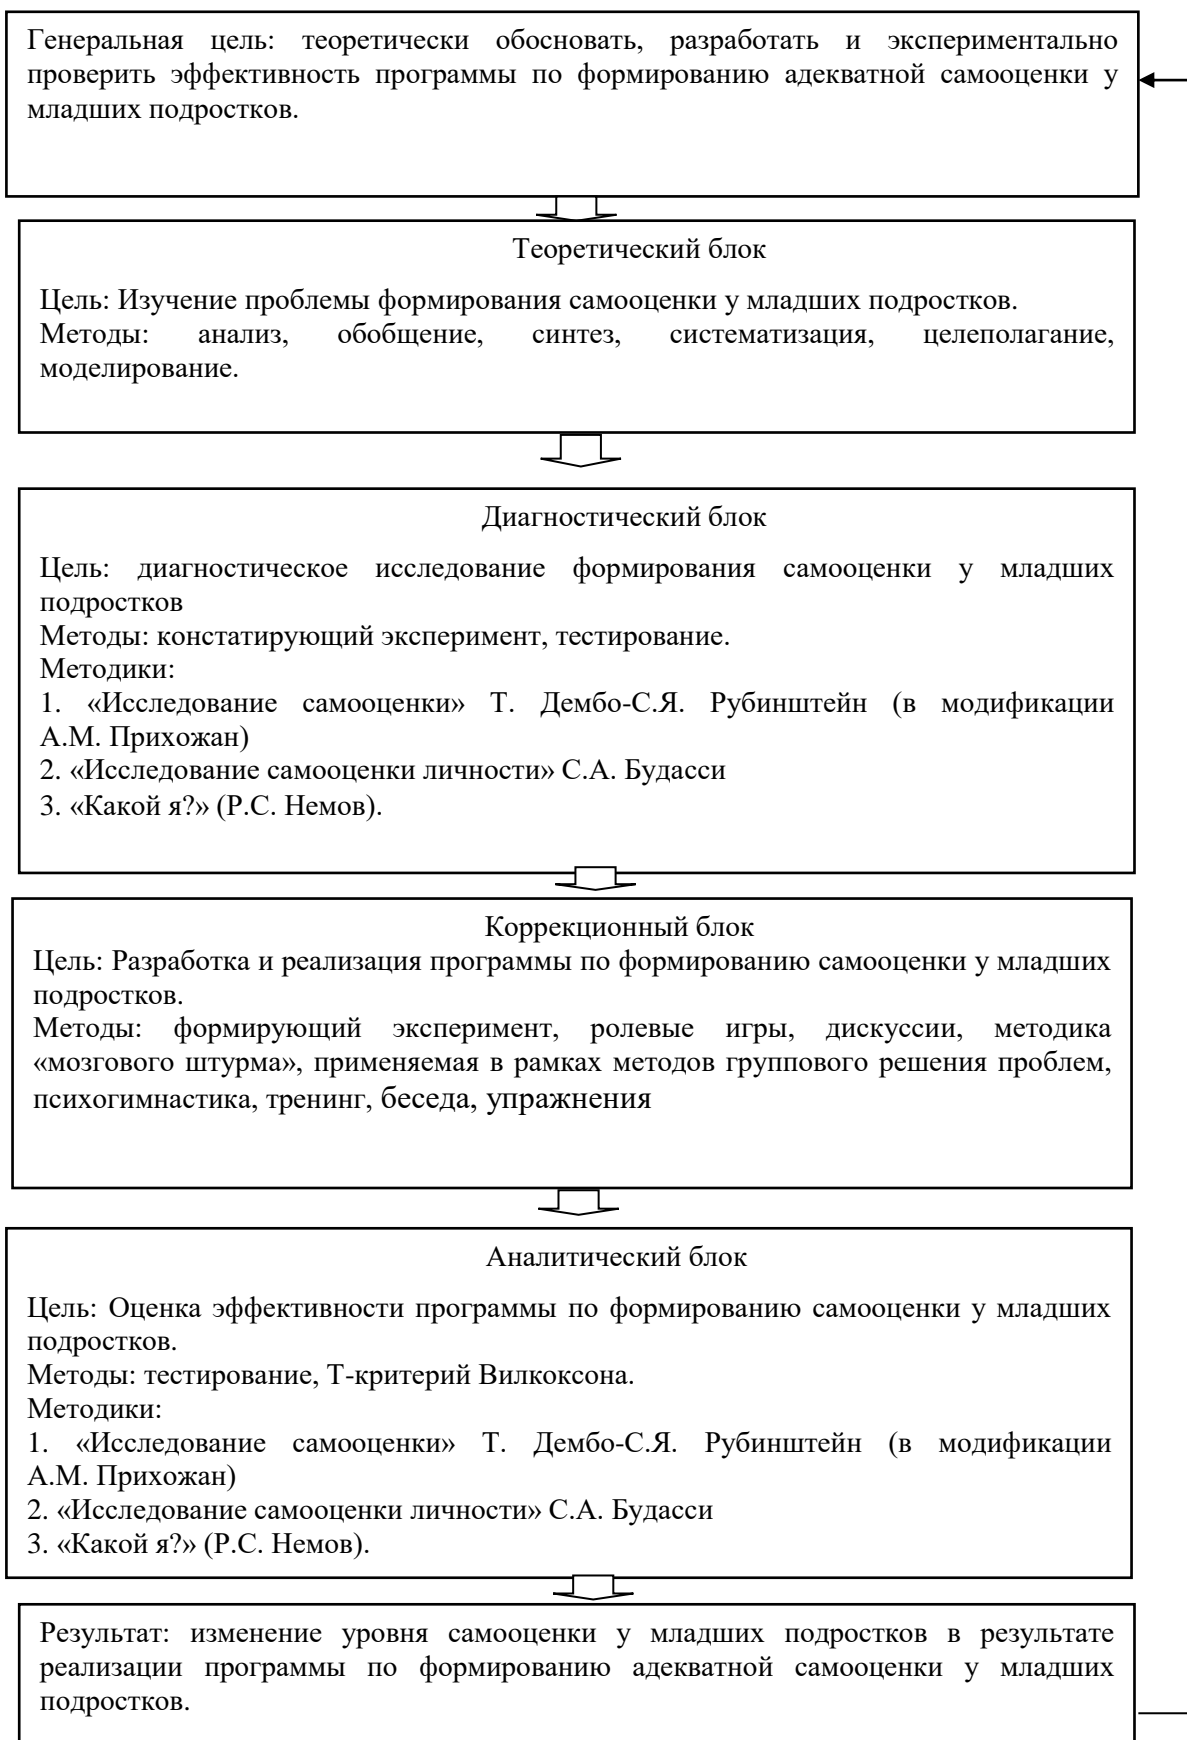 Генеральная цель: теоретически обосновать, разработать и экспериментально
проверить эффективность программы по формированию адекватной самооценки у
младших подростков.
Теоретический блок
Цель: Изучение проблемы формирования самооценки у младших подростков.
Методы: анализ, обобщение, синтез, систематизация, целеполагание,
моделирование.
Диагностический блок
Цель: диагностическое исследование формирования самооценки у младших
подростков
Методы: констатирующий эксперимент, тестирование.
Методики:
1. «Исследование самооценки» Т. Дембо-С.Я. Рубинштейн (в модификации
А.М. Прихожан)
2. «Исследование самооценки личности» С.А. Будасси
3. «Какой я?» (Р.С. Немов).
Коррекционный блок
Цель: Разработка и реализация программы по формированию самооценки у младших
подростков.
Методы: формирующий эксперимент, ролевые игры, дискуссии, методика
«мозгового штурма», применяемая в рамках методов группового решения проблем,
психогимнастика, тренинг, беседа, упражнения
Аналитический блок
Цель: Оценка эффективности программы по формированию самооценки у младших
подростков.
Методы: тестирование, Т-критерий Вилкоксона.
Методики:
1. «Исследование самооценки» Т. Дембо-С.Я. Рубинштейн (в модификации
А.М. Прихожан)
2. «Исследование самооценки личности» С.А. Будасси
3. «Какой я?» (Р.С. Немов).
Результат: изменение уровня самооценки у младших подростков в результате
реализации программы по формированию адекватной самооценки у младших
подростков.